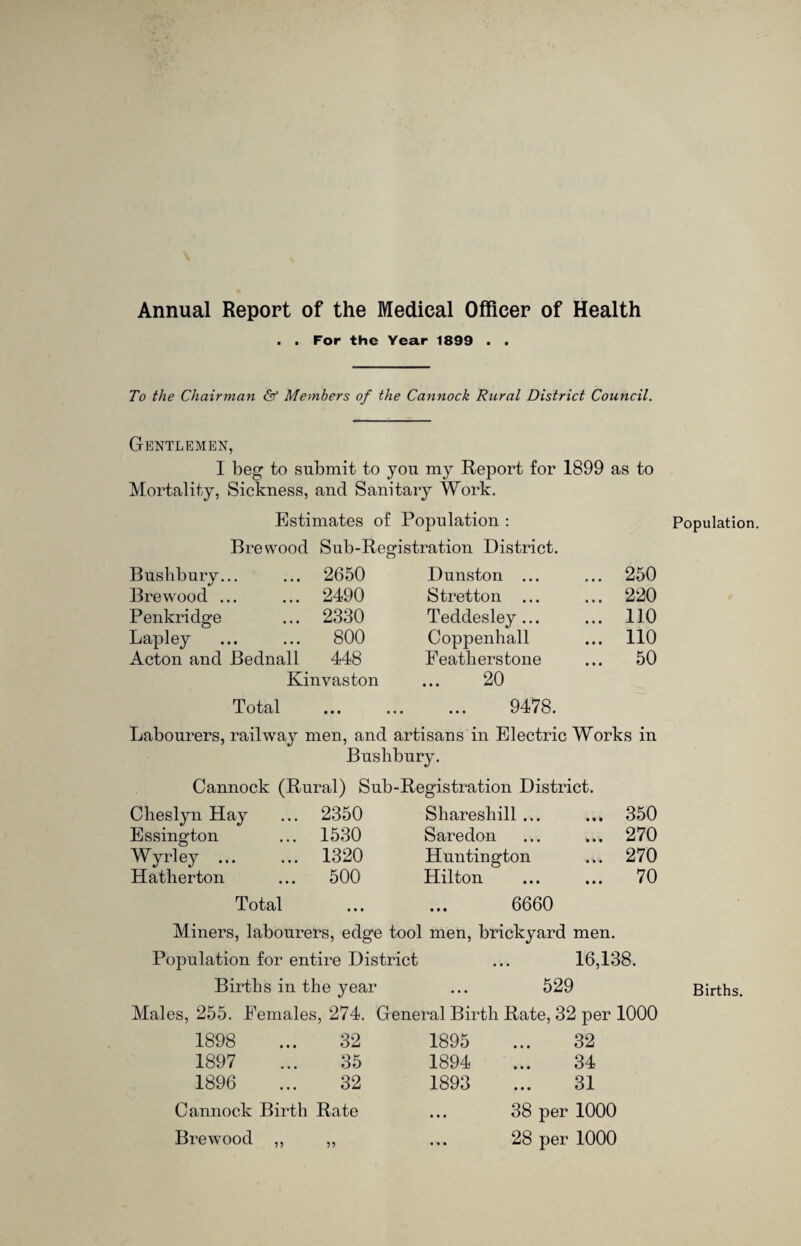 Annual Report of the Medical Officer of Health
. . For the Year 1899 . .
To the Chairman & Members of the Cannock Rural District Council.
Gentlemen,
I beg to submit to you my Report for 1899 as to
Mortality, Sickness, and Sanitary Work.
Estimates of Population :
Population.
Brewood Sub-Registration District.
Bushbury... ... 2650 Dunston ... ... 250
Brewood ... ... 2490 Stretton ... ... 220
Penkridge ... 2330 Teddesley... ... 110
Lapley ... ... 800 Coppenhall ... 110
Acton and Bednall 448 Featherstone ... 50
Kinvaston ... 20
Total ... ... ... 9478.
Labourers, railway men, and artisans in Electric Works in
Bushbury.
Cannock (Rural) Sub-Registration District.
Cheslyn Hay ... 2350 Shareshill ... ... 350
Essington ... 1530 Saredon ... ... 270
Wyrley ... ... 1320 Huntington ... 270
Hatherton ... 500 Hilton ... ... 70
Total ... ... 6660
Miners, labourers, edge tool men, brickyard men.
Population for entire District ... 16,138.
Births in the year ... 529
Births.
Males, 255. Females, 274. General Birth Rate, 32 per 1000
1898 ... 32 1895 ... 32
1897 ... 35 1894 ... 34
1896 ... 32 1893 ... 31
Cannock Birth Rate ... 38 per 1000
Brewood „ „ ... 28 per 1000